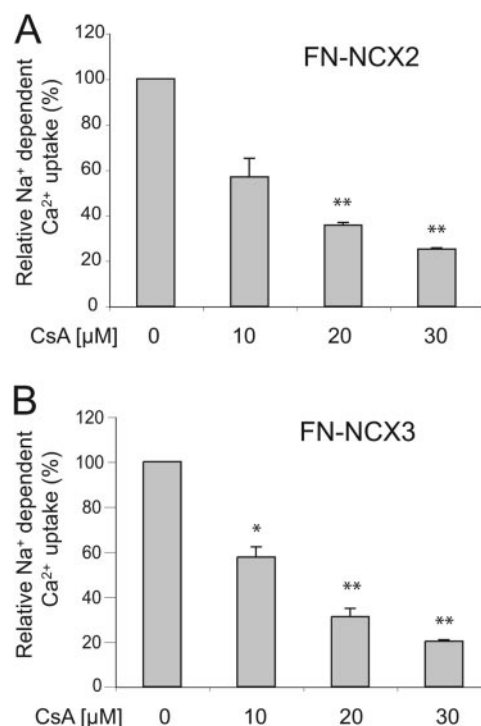 A
FN-NCX2
Relative Na⁺ dependent
Ca²⁺ uptake (%)
120
100
80
60
40
20
0
**
**
CsA [µM] 0 10 20 30
B
FN-NCX3
Relative Na⁺ dependent
Ca²⁺ uptake (%)
120
100
80
60
40
20
0
*
**
**
CsA [µM] 0 10 20 30